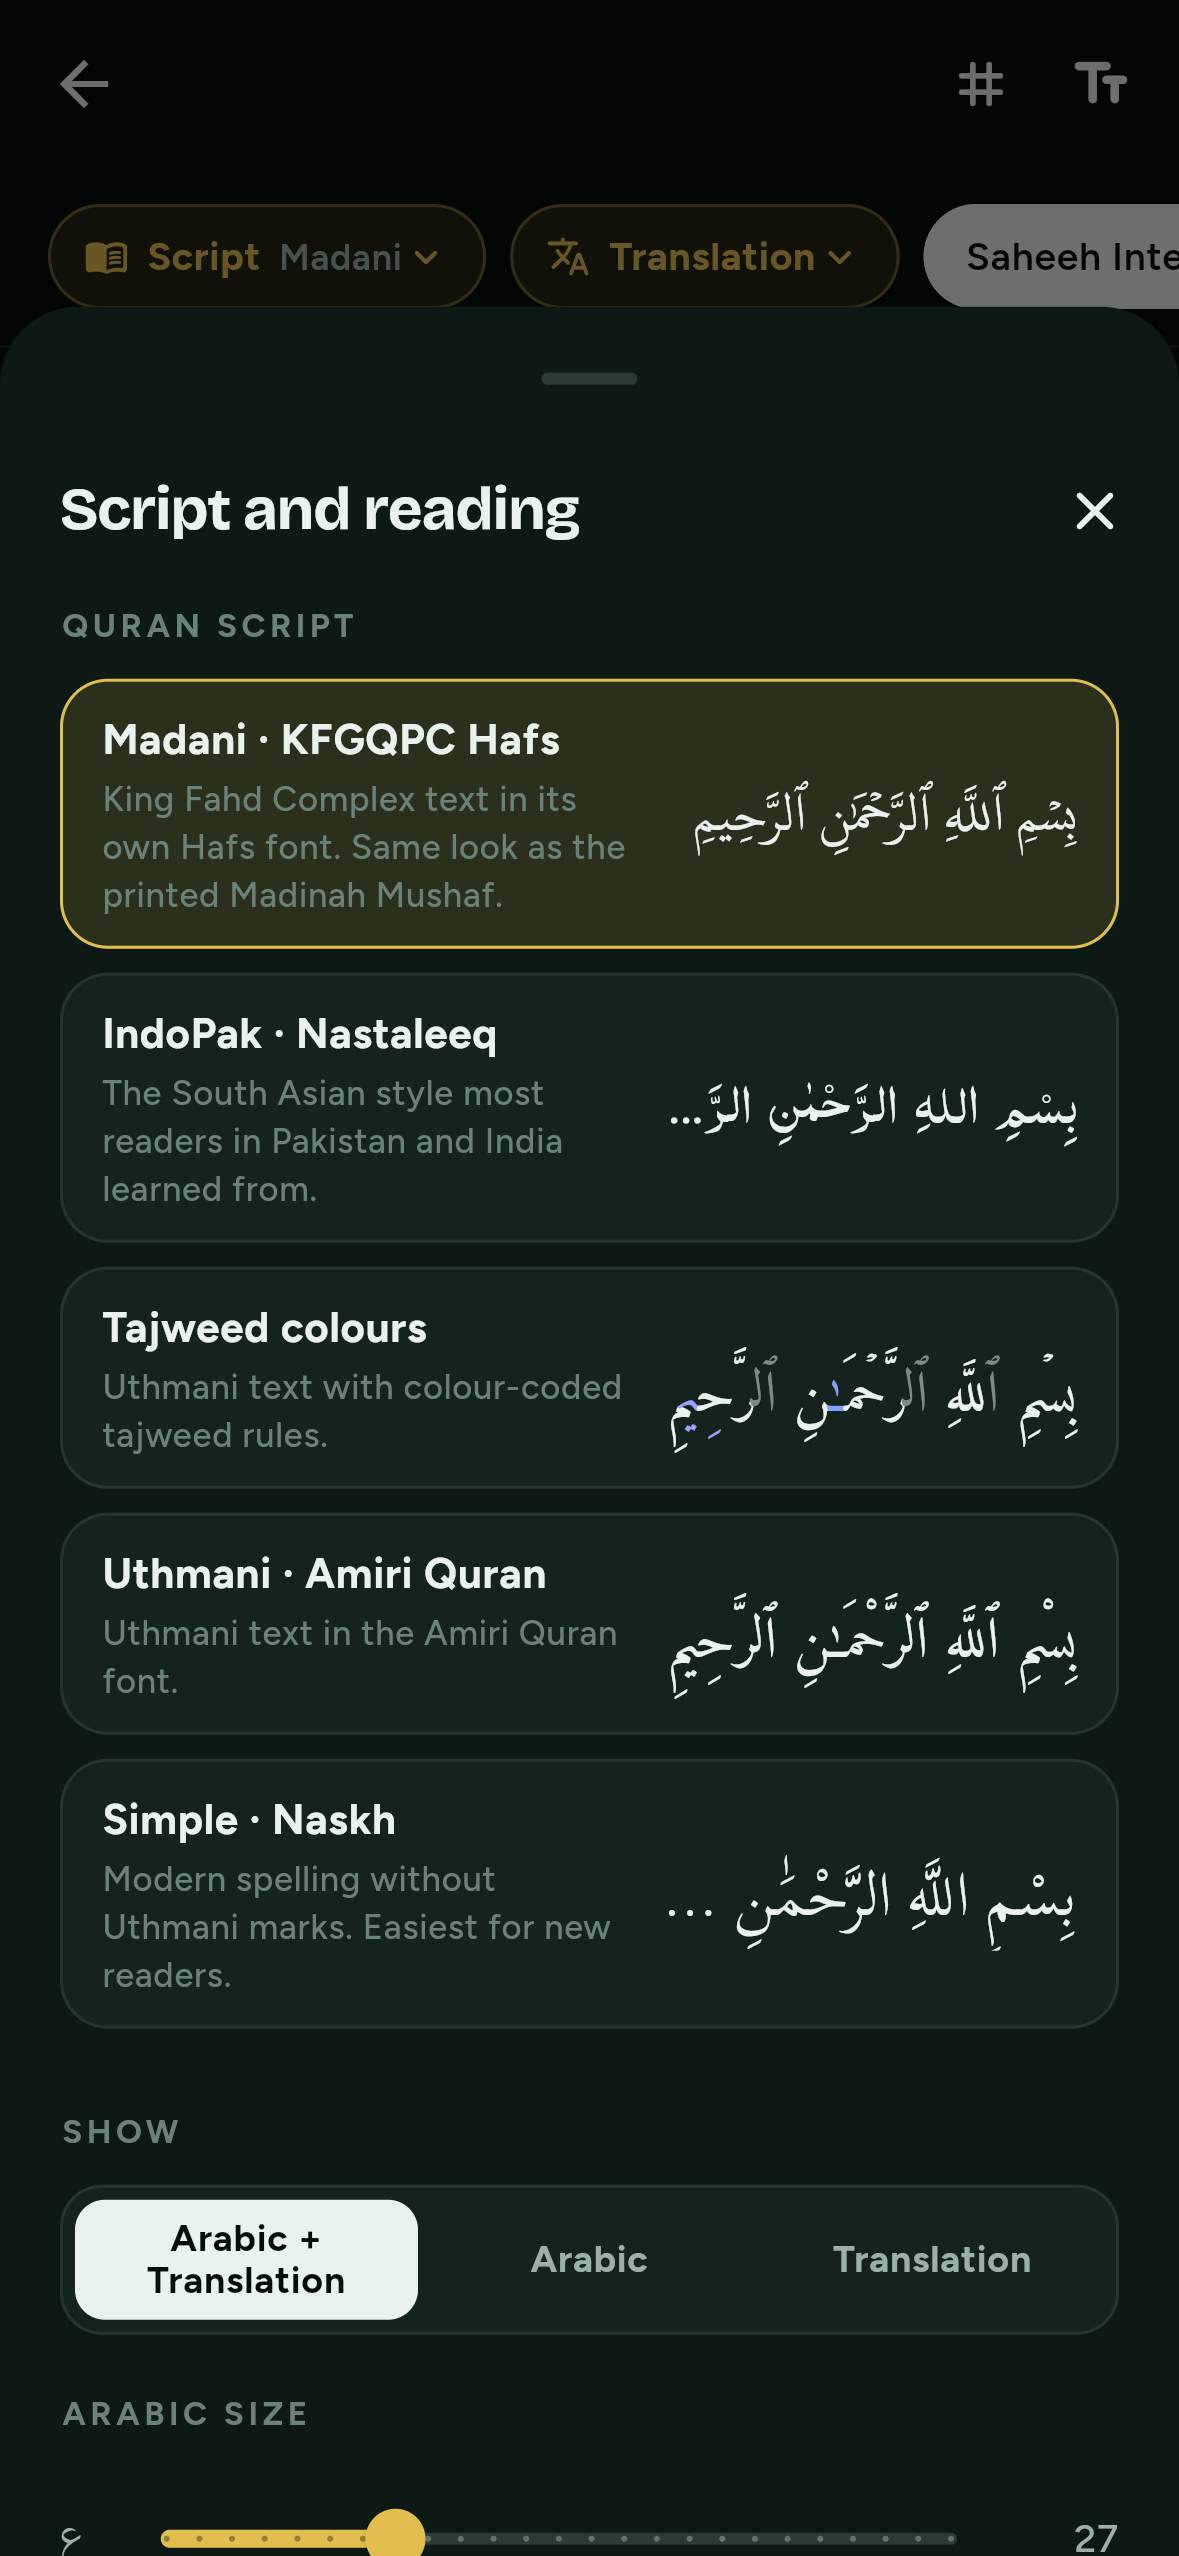 Script Madani
Translation
Saheeh Inte
Script and reading
QURAN SCRIPT
Madani · KFGQPC Hafs
King Fahd Complex text in its
own Hafs font. Same look as the
printed Madinah Mushaf.
بِسۡمِ ٱللَّهِ ٱلرَّحۡمَٰنِ ٱلرَّحِيمِ
IndoPak · Nastaleeq
The South Asian style most
readers in Pakistan and India
learned from.
بِسْمِ اللهِ الرَّحْمٰنِ الرَّ...
Tajweed colours
Uthmani text with colour-coded
tajweed rules.
بِسۡمِ ٱللَّهِ ٱلرَّحۡمَـٰنِ ٱلرَّحِيمِ
Uthmani · Amiri Quran
Uthmani text in the Amiri Quran
font.
بِسْمِ ٱللَّهِ ٱلرَّحْمَـٰنِ ٱلرَّحِيمِ
Simple · Naskh
Modern spelling without
Uthmani marks. Easiest for new
readers.
بِسْمِ اللَّهِ الرَّحْمَٰنِ ...
SHOW
Arabic +
Translation
Arabic
Translation
ARABIC SIZE
ع 27